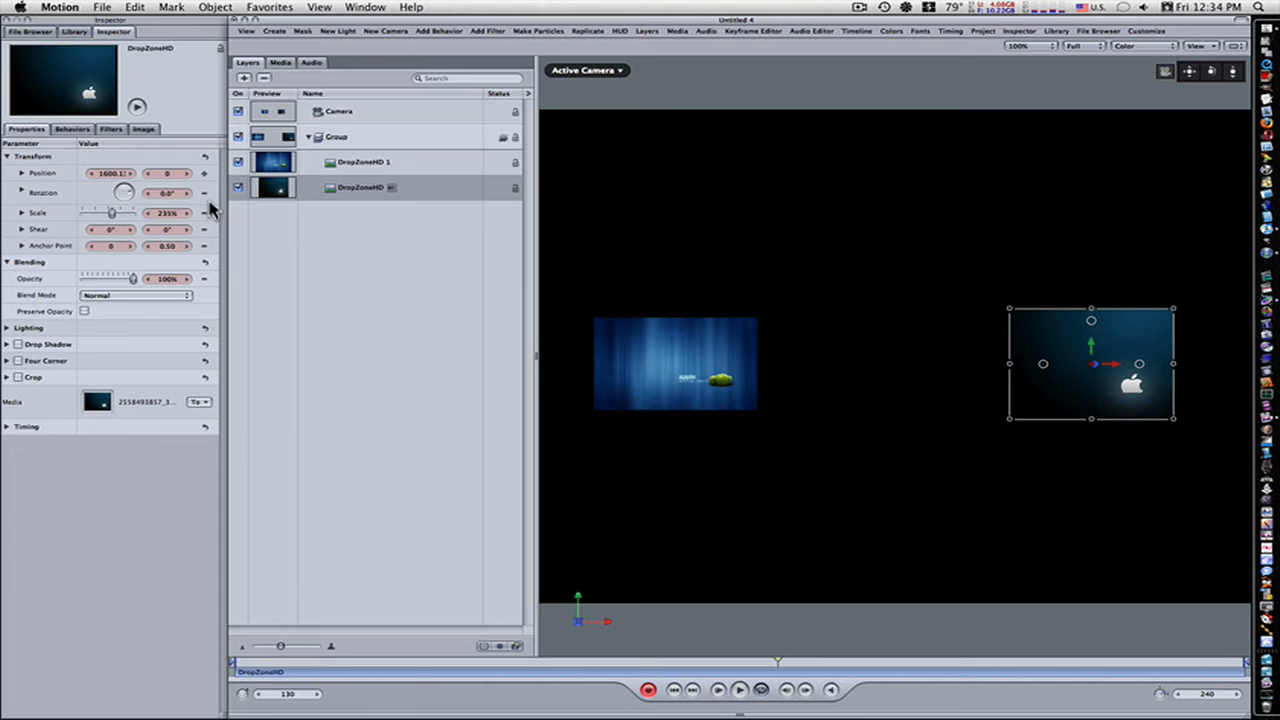 Motion File Edit Mark Object Favorites View Window Help 79° U.S. Fri 12:34 PM
Inspector Untitled 4
File Browser Library Inspector View Create Mask New Light New Camera Add Behavior Add Filter Make Particles Replicate HUD Layers Media Audio Keyframe Editor Timeline Audio Editor Colors Fonts Timing Project Inspector Library File Browser Customize
100% Full Color View
DropZoneHD
Layers Media Audio
Active Camera
Search
On Preview Name Status
Camera
Properties Behaviors Filters Image
Group
Parameter Value
Transform
DropZoneHD 1
Position 0
DropZoneHD
Rotation 0.0°
Scale 235%
Shear 0° 0°
Anchor Point 0 0.50
Blending
Opacity 100%
Blend Mode Normal
Preserve Opacity
Lighting
Drop Shadow
Four Corner
Crop
apple
Media 2558493857_3... To
Timing
DropZoneHD
130 240